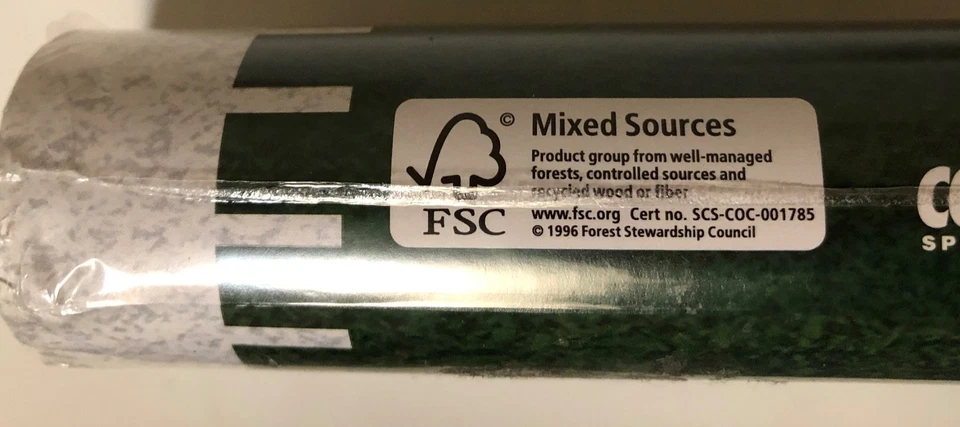 ©
Mixed Sources
Product group from well-managed
forests, controlled sources and
recycled wood or fiber
www.fsc.org Cert no. SCS-COC-001785
© 1996 Forest Stewardship Council
FSC